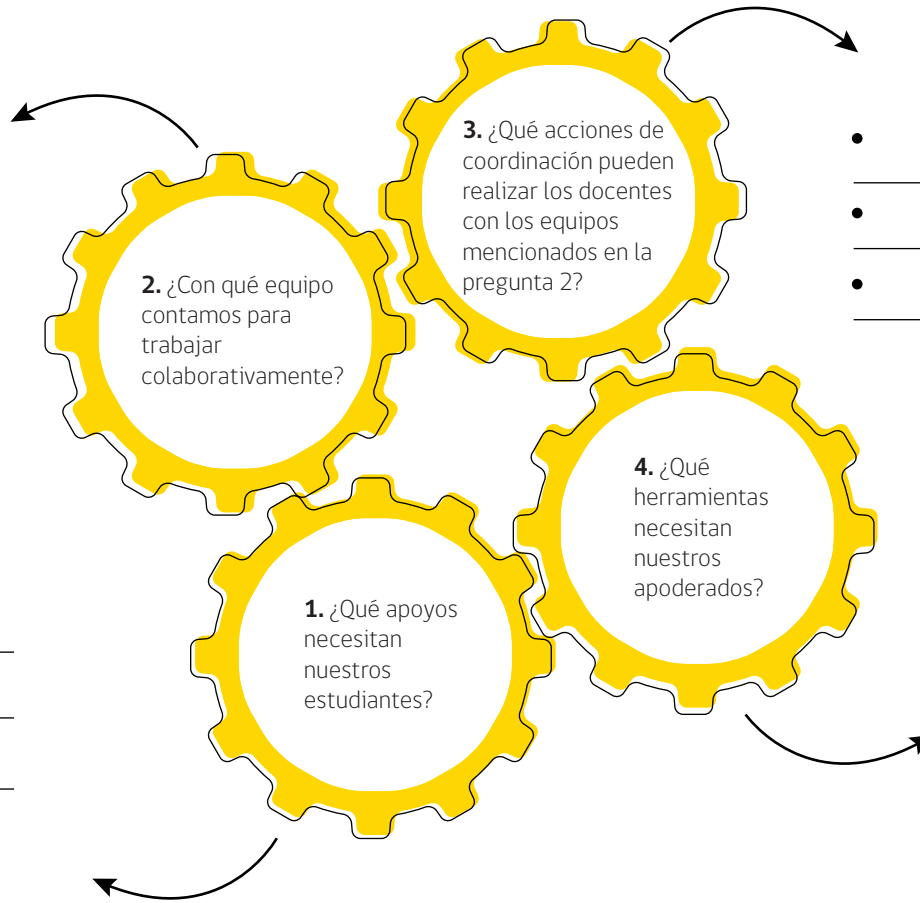 3. ¿Qué acciones de
coordinación pueden
realizar los docentes
con los equipos
mencionados en la
pregunta 2?
2. ¿Con qué equipo
contamos para
trabajar
colaborativamente?
4. ¿Qué
herramientas
necesitan
nuestros
apoderados?
1. ¿Qué apoyos
necesitan
nuestros
estudiantes?